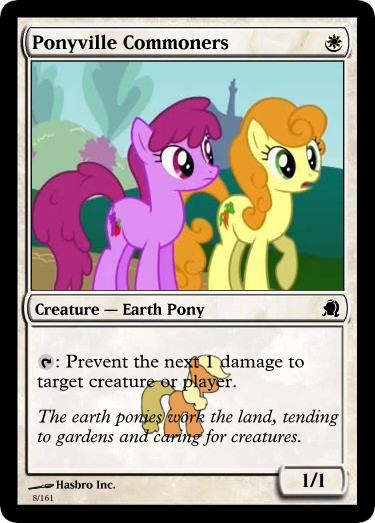 Ponyville Commoners
Creature — Earth Pony
: Prevent the next 1 damage to
target creature or player.
The earth ponies work the land, tending
to gardens and caring for creatures.
1/1
Hasbro Inc.
8/161